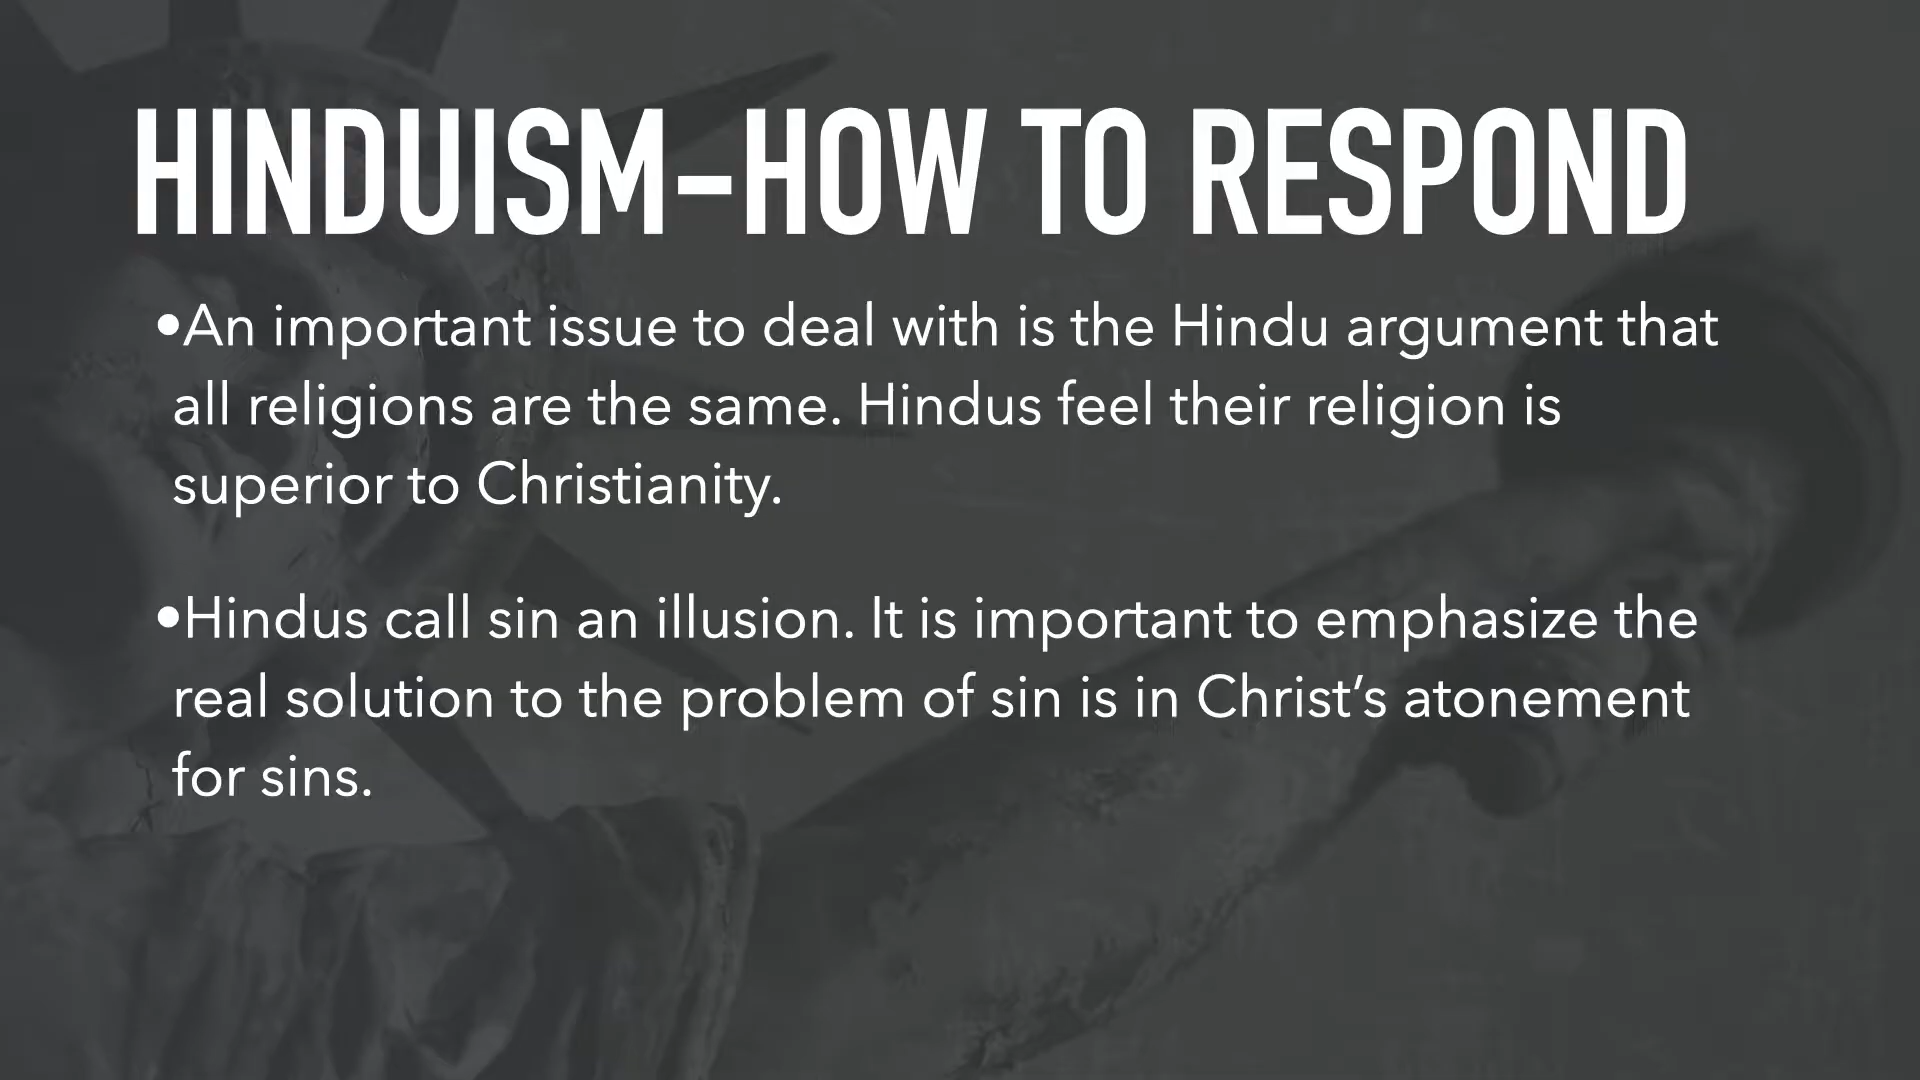 HINDUISM–HOW TO RESPOND
•An important issue to deal with is the Hindu argument that
all religions are the same. Hindus feel their religion is
superior to Christianity.
•Hindus call sin an illusion. It is important to emphasize the
real solution to the problem of sin is in Christ’s atonement
for sins.